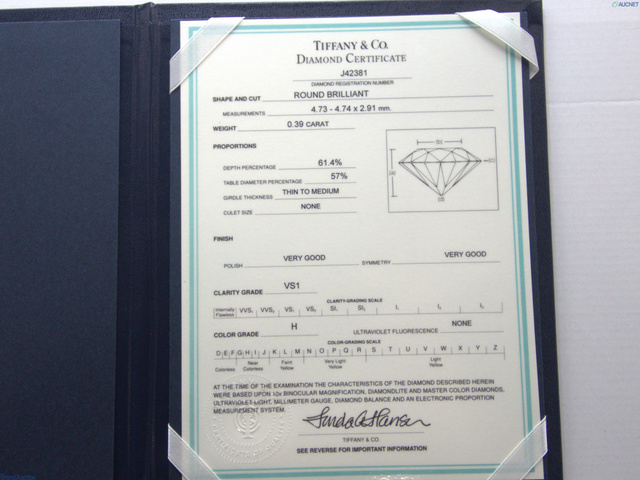 AUCNET
TIFFANY & CO.
DIAMOND CERTIFICATE
J42381
DIAMOND REGISTRATION NUMBER
SHAPE AND CUT ROUND BRILLIANT
MEASUREMENTS 4.73 - 4.74 x 2.91 mm.
WEIGHT 0.39 CARAT
PROPORTIONS
DEPTH PERCENTAGE 61.4%
TABLE DIAMETER PERCENTAGE 57%
GIRDLE THICKNESS THIN TO MEDIUM
CULET SIZE NONE
FINISH
POLISH VERY GOOD SYMMETRY VERY GOOD
CLARITY GRADE VS1
CLARITY-GRADING SCALE
Internally Flawless VVS₁ VVS₂ VS₁ VS₂ SI₁ SI₂ I₁ I₂ I₃
COLOR GRADE H ULTRAVIOLET FLUORESCENCE NONE
COLOR-GRADING SCALE
D E F G H I J K L M N O P Q R S T U V W X Y Z
Colorless Near Colorless Faint Yellow Very Light Yellow Light Yellow
AT THE TIME OF THE EXAMINATION THE CHARACTERISTICS OF THE DIAMOND DESCRIBED HEREIN
WERE BASED UPON 10x BINOCULAR MAGNIFICATION, DIAMONDLITE AND MASTER COLOR DIAMONDS,
ULTRAVIOLET LIGHT, MILLIMETER GAUGE, DIAMOND BALANCE AND AN ELECTRONIC PROPORTION
MEASUREMENT SYSTEM.
TIFFANY & CO.
SEE REVERSE FOR IMPORTANT INFORMATION